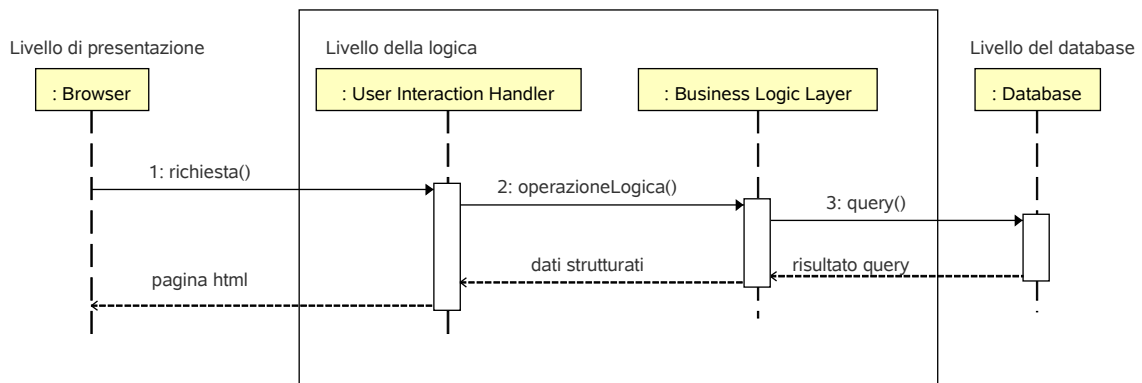 Livello di presentazione
Livello della logica
Livello del database
: Browser
: User Interaction Handler
: Business Logic Layer
: Database
1: richiesta()
2: operazioneLogica()
3: query()
pagina html
dati strutturati
risultato query